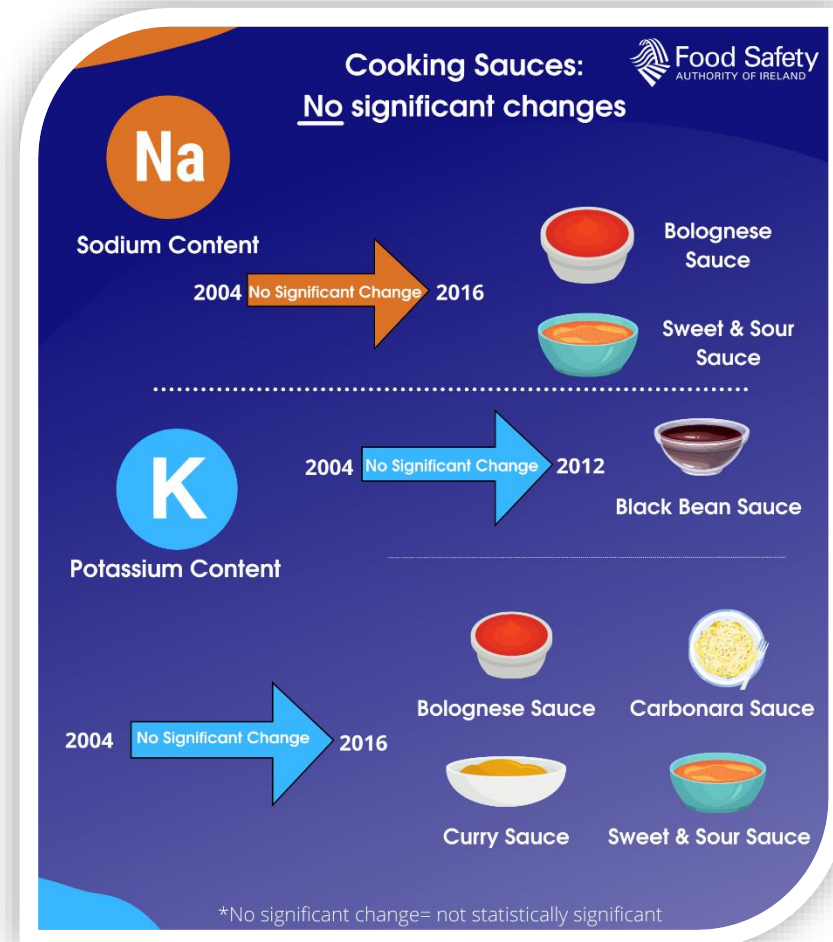 Cooking Sauces:
No significant changes
Food Safety
AUTHORITY OF IRELAND
Na
Sodium Content
2004 No Significant Change 2016
Bolognese
Sauce
Sweet & Sour
Sauce
K
Potassium Content
2004 No Significant Change 2012
Black Bean Sauce
2004 No Significant Change 2016
Bolognese Sauce
Carbonara Sauce
Curry Sauce
Sweet & Sour Sauce
*No significant change= not statistically significant